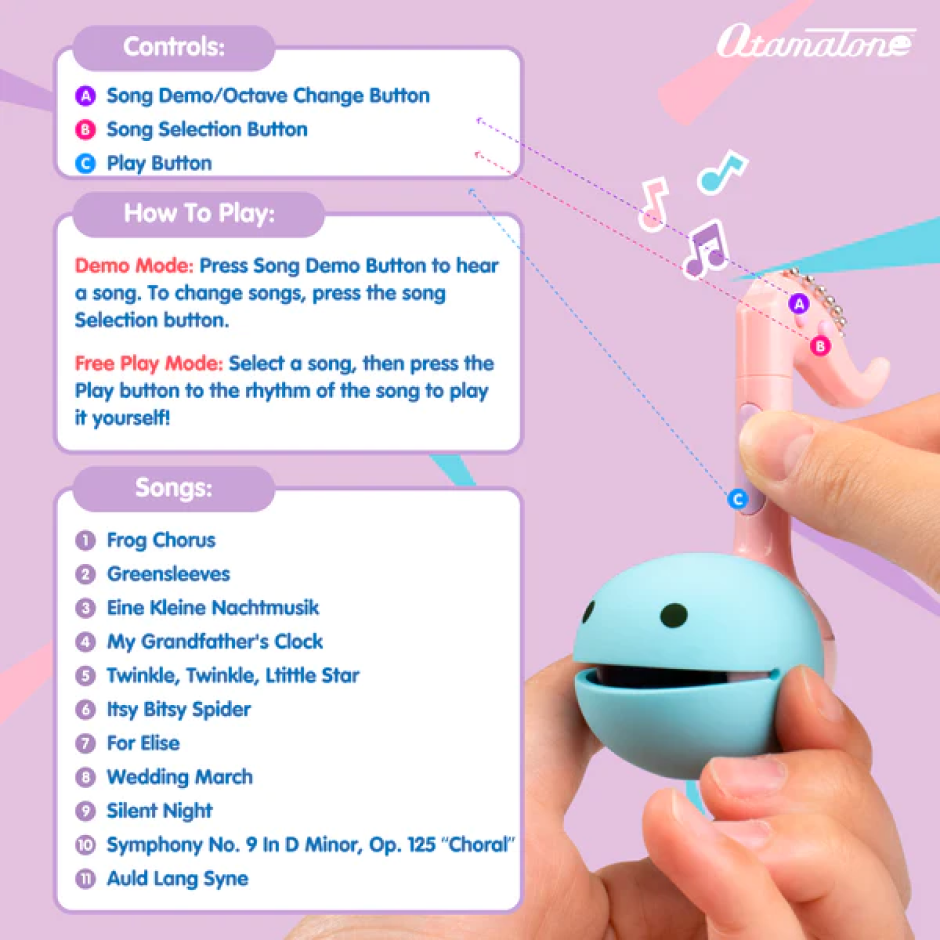 Otamatone
Controls:
A Song Demo/Octave Change Button
B Song Selection Button
C Play Button
How To Play:
Demo Mode: Press Song Demo Button to hear
a song. To change songs, press the song
Selection button.
Free Play Mode: Select a song, then press the
Play button to the rhythm of the song to play
it yourself!
Songs:
1 Frog Chorus
2 Greensleeves
3 Eine Kleine Nachtmusik
4 My Grandfather's Clock
5 Twinkle, Twinkle, Ltittle Star
6 Itsy Bitsy Spider
7 For Elise
8 Wedding March
9 Silent Night
10 Symphony No. 9 In D Minor, Op. 125 "Choral"
11 Auld Lang Syne
A
B
C